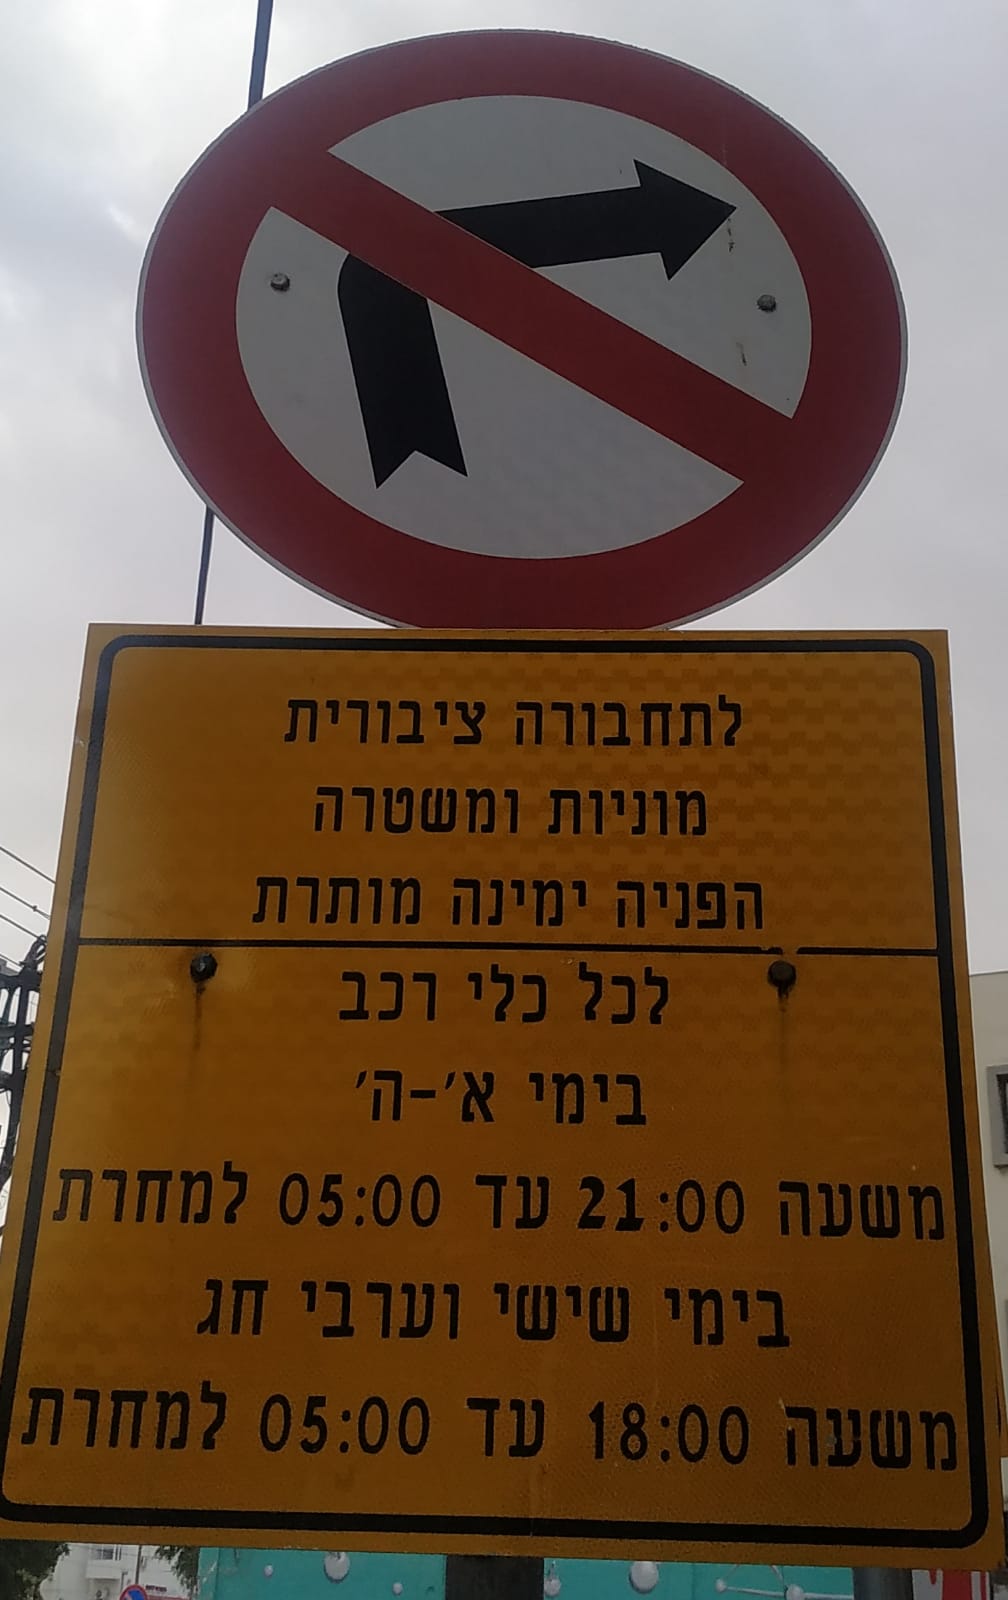 לתחבורה ציבורית
מוניות ומשטרה
הפניה ימינה מותרת
לכל כלי רכב
בימי א'-ה'
משעה 21:00 עד 05:00 למחרת
בימי שישי וערבי חג
משעה 18:00 עד 05:00 למחרת